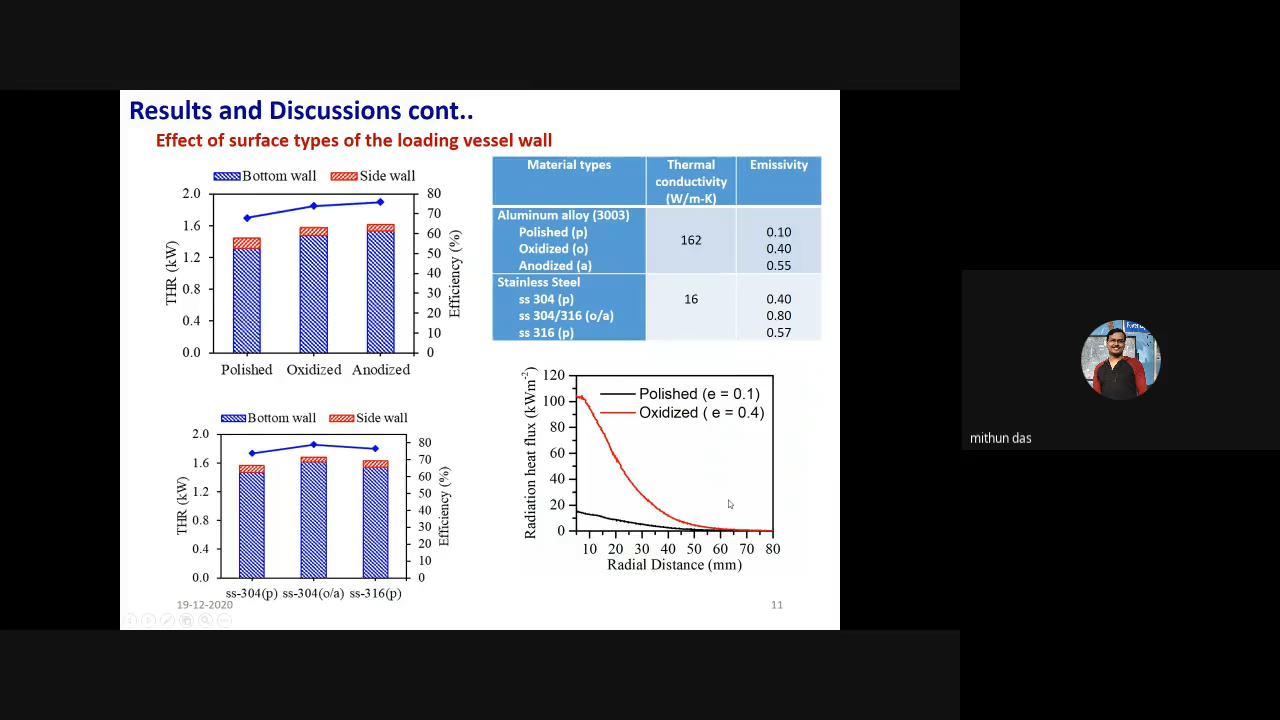 Results and Discussions cont..
Effect of surface types of the loading vessel wall
Bottom wall Side wall
2.0
1.6
1.2
0.8
0.4
0.0
THR (kW)
80
70
60
50
40
30
20
10
0
Efficiency (%)
Polished Oxidized Anodized
Material types Thermal conductivity (W/m-K) Emissivity
Aluminum alloy (3003) 162
Polished (p) 0.10
Oxidized (o) 0.40
Anodized (a) 0.55
Stainless Steel
ss 304 (p) 16 0.40
ss 304/316 (o/a) 0.80
ss 316 (p) 0.57
Bottom wall Side wall
2.0
1.6
1.2
0.8
0.4
0.0
THR (kW)
80
70
60
50
40
30
20
10
0
Efficiency (%)
ss-304(p) ss-304(o/a) ss-316(p)
120
100
80
60
40
20
0
Radiation heat flux (kWm-2)
Polished (e = 0.1)
Oxidized ( e = 0.4)
10 20 30 40 50 60 70 80
Radial Distance (mm)
19-12-2020
11
mithun das